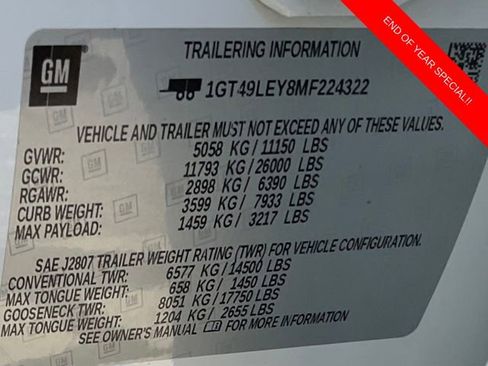 END OF YEAR SPECIAL!!
GM
TRAILERING INFORMATION
1GT49LEY8MF224322
VEHICLE AND TRAILER MUST NOT EXCEED ANY OF THESE VALUES.
GVWR: 5058 KG/11150 LBS
GCWR: 11793 KG/26000 LBS
RGAWR: 2898 KG/ 6390 LBS
CURB WEIGHT: 3599 KG/ 7933 LBS
MAX PAYLOAD: 1459 KG/ 3217 LBS
SAE J2807 TRAILER WEIGHT RATING (TWR) FOR VEHICLE CONFIGURATION.
CONVENTIONAL TWR: 6577 KG/14500 LBS
MAX TONGUE WEIGHT: 658 KG/ 1450 LBS
GOOSENECK TWR: 8051 KG/17750 LBS
MAX TONGUE WEIGHT: 1204 KG/ 2655 LBS
SEE OWNER'S MANUAL FOR MORE INFORMATION